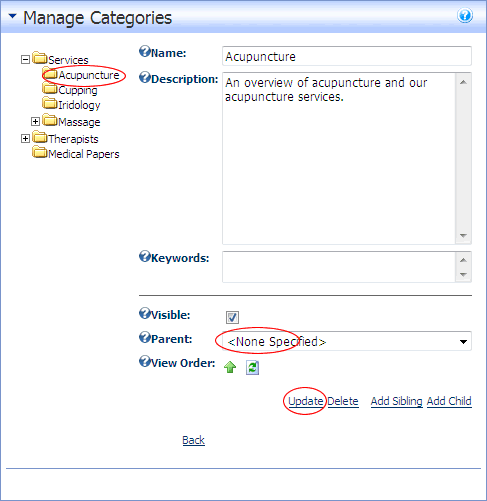 Manage Categories
Services
Acupuncture
Cupping
Iridology
Massage
Therapists
Medical Papers
Name:
Acupuncture
Description:
An overview of acupuncture and our
acupuncture services.
Keywords:
Visible:
Parent:
<None Specified>
View Order:
Update Delete Add Sibling Add Child
Back